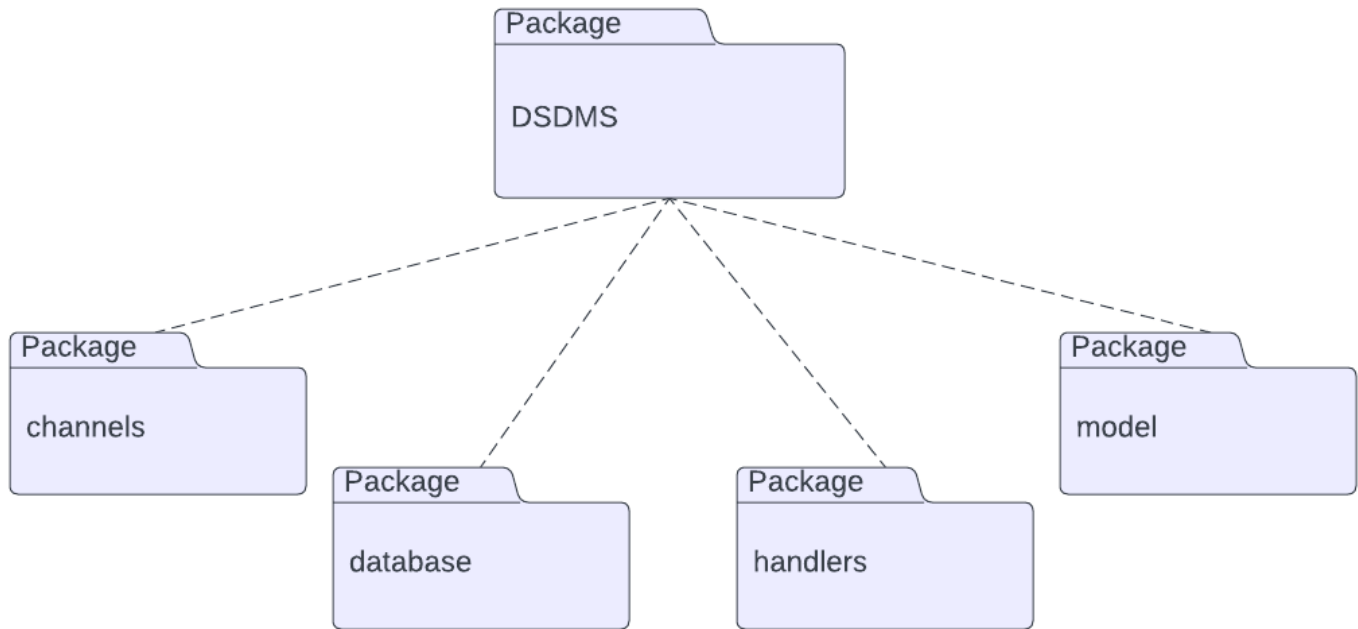 Package
DSDMS
Package
channels
Package
model
Package
database
Package
handlers